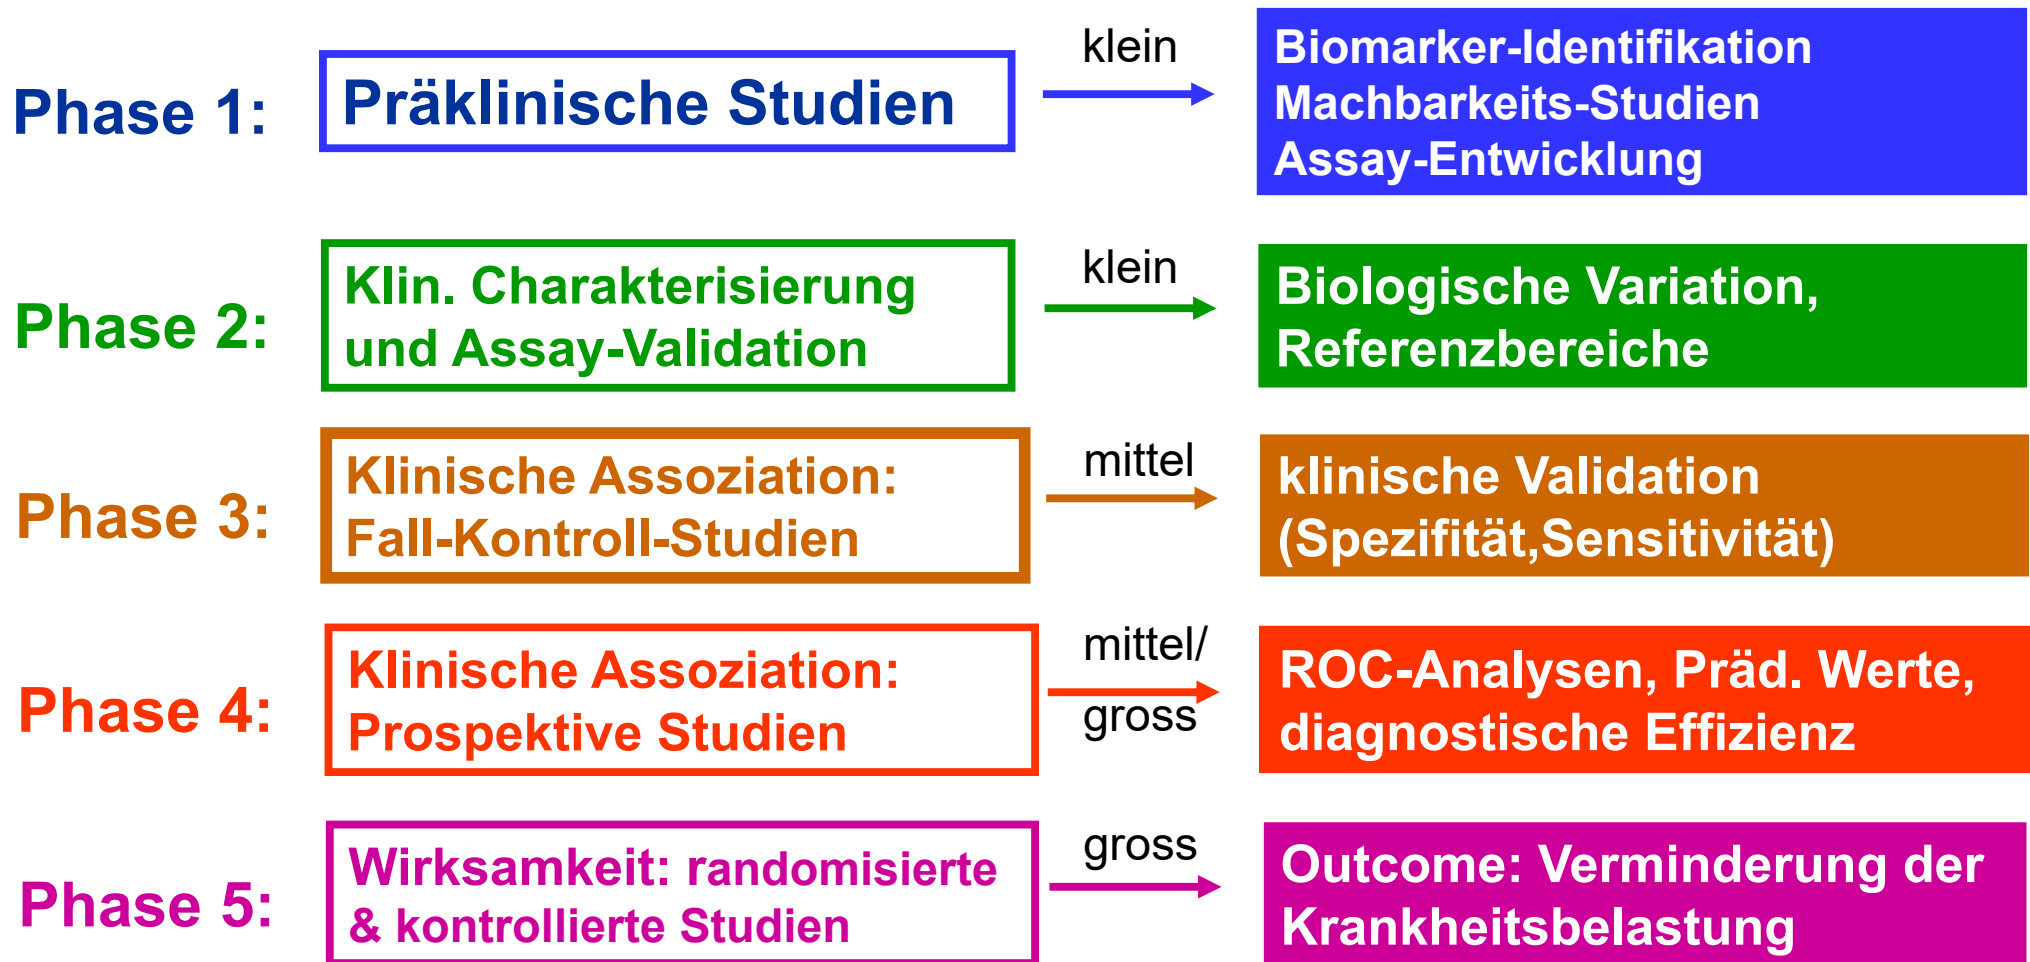 Phase 1:
Präklinische Studien
klein
Biomarker-Identifikation
Machbarkeits-Studien
Assay-Entwicklung
Phase 2:
Klin. Charakterisierung
und Assay-Validation
klein
Biologische Variation,
Referenzbereiche
Phase 3:
Klinische Assoziation:
Fall-Kontroll-Studien
mittel
klinische Validation
(Spezifität,Sensitivität)
Phase 4:
Klinische Assoziation:
Prospektive Studien
mittel/
gross
ROC-Analysen, Präd. Werte,
diagnostische Effizienz
Phase 5:
Wirksamkeit: randomisierte
& kontrollierte Studien
gross
Outcome: Verminderung der
Krankheitsbelastung